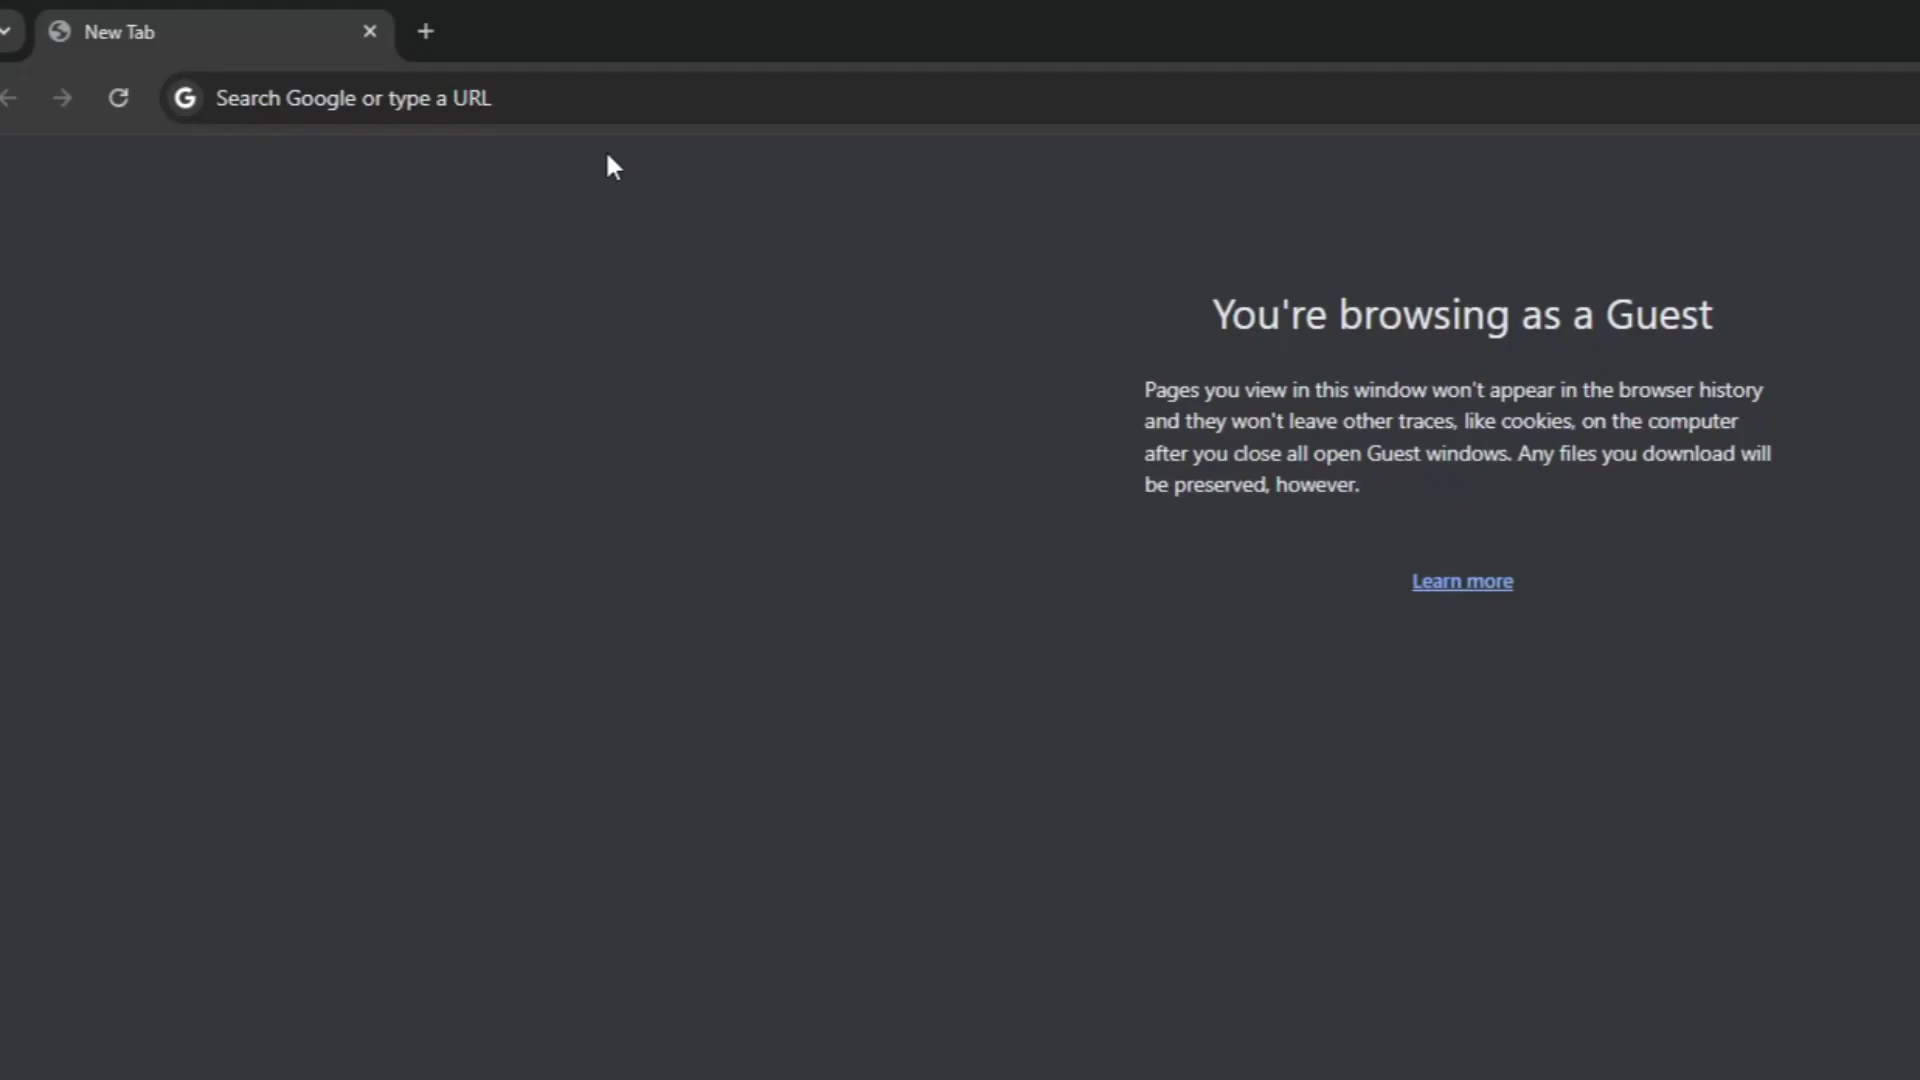 New Tab
Search Google or type a URL
You're browsing as a Guest
Pages you view in this window won't appear in the browser history
and they won't leave other traces, like cookies, on the computer
after you close all open Guest windows. Any files you download will
be preserved, however.
Learn more